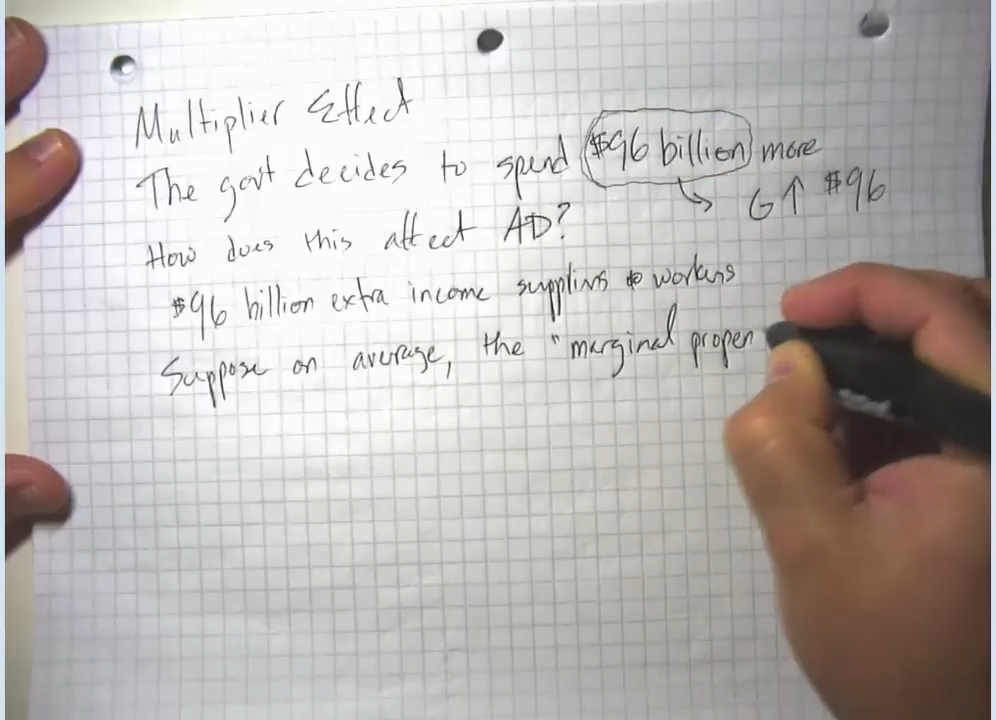 Multiplier Effect
The govt decides to spend $96 billion more
G↑ $96
How does this affect AD?
$96 billion extra income suppliers & workers
Suppose on average, the "marginal propen